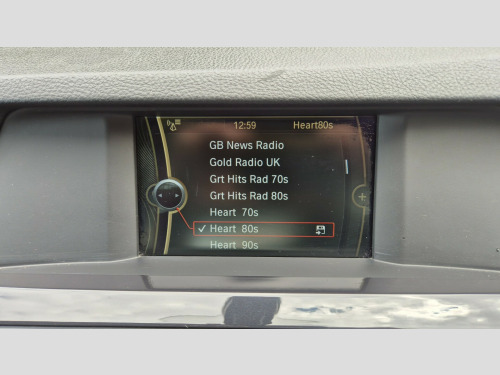 12:59 Heart80s
GB News Radio
Gold Radio UK
Grt Hits Rad 70s
Grt Hits Rad 80s
Heart 70s
Heart 80s
Heart 90s